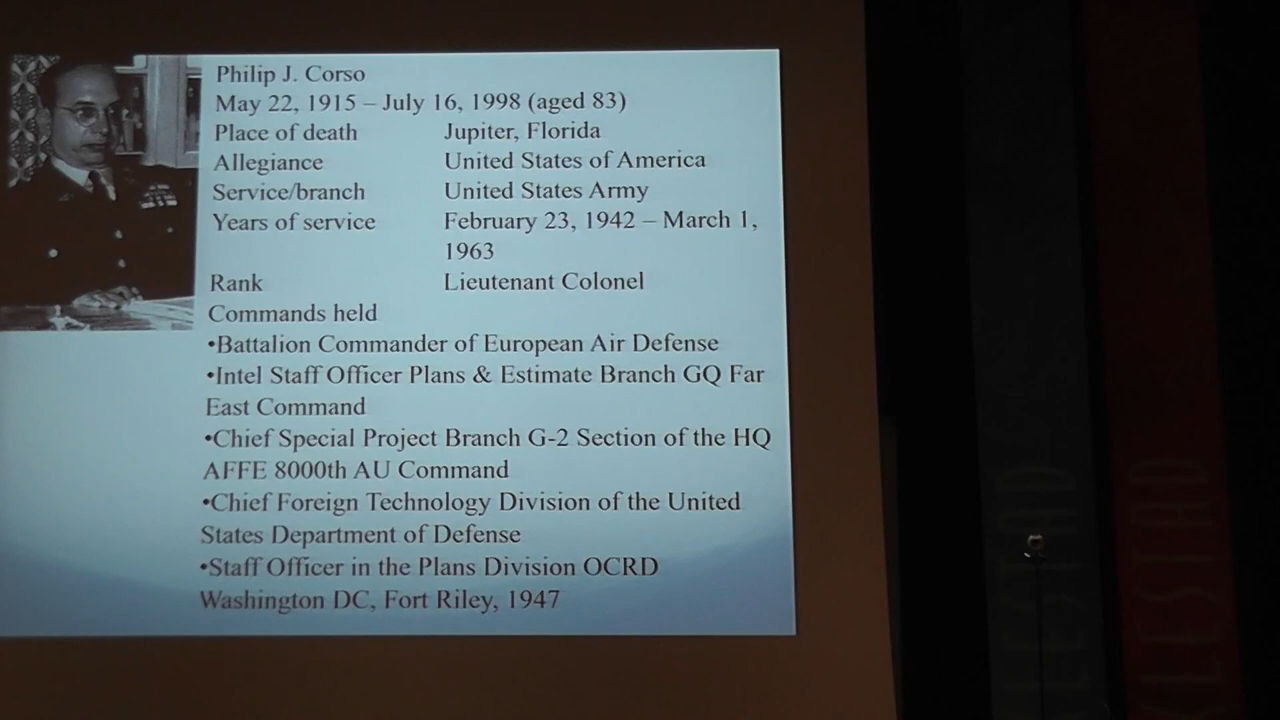 Philip J. Corso
May 22, 1915 – July 16, 1998 (aged 83)
Place of death Jupiter, Florida
Allegiance United States of America
Service/branch United States Army
Years of service February 23, 1942 – March 1,
1963
Rank Lieutenant Colonel
Commands held
•Battalion Commander of European Air Defense
•Intel Staff Officer Plans & Estimate Branch GQ Far
East Command
•Chief Special Project Branch G-2 Section of the HQ
AFFE 8000th AU Command
•Chief Foreign Technology Division of the United
States Department of Defense
•Staff Officer in the Plans Division OCRD
Washington DC, Fort Riley, 1947